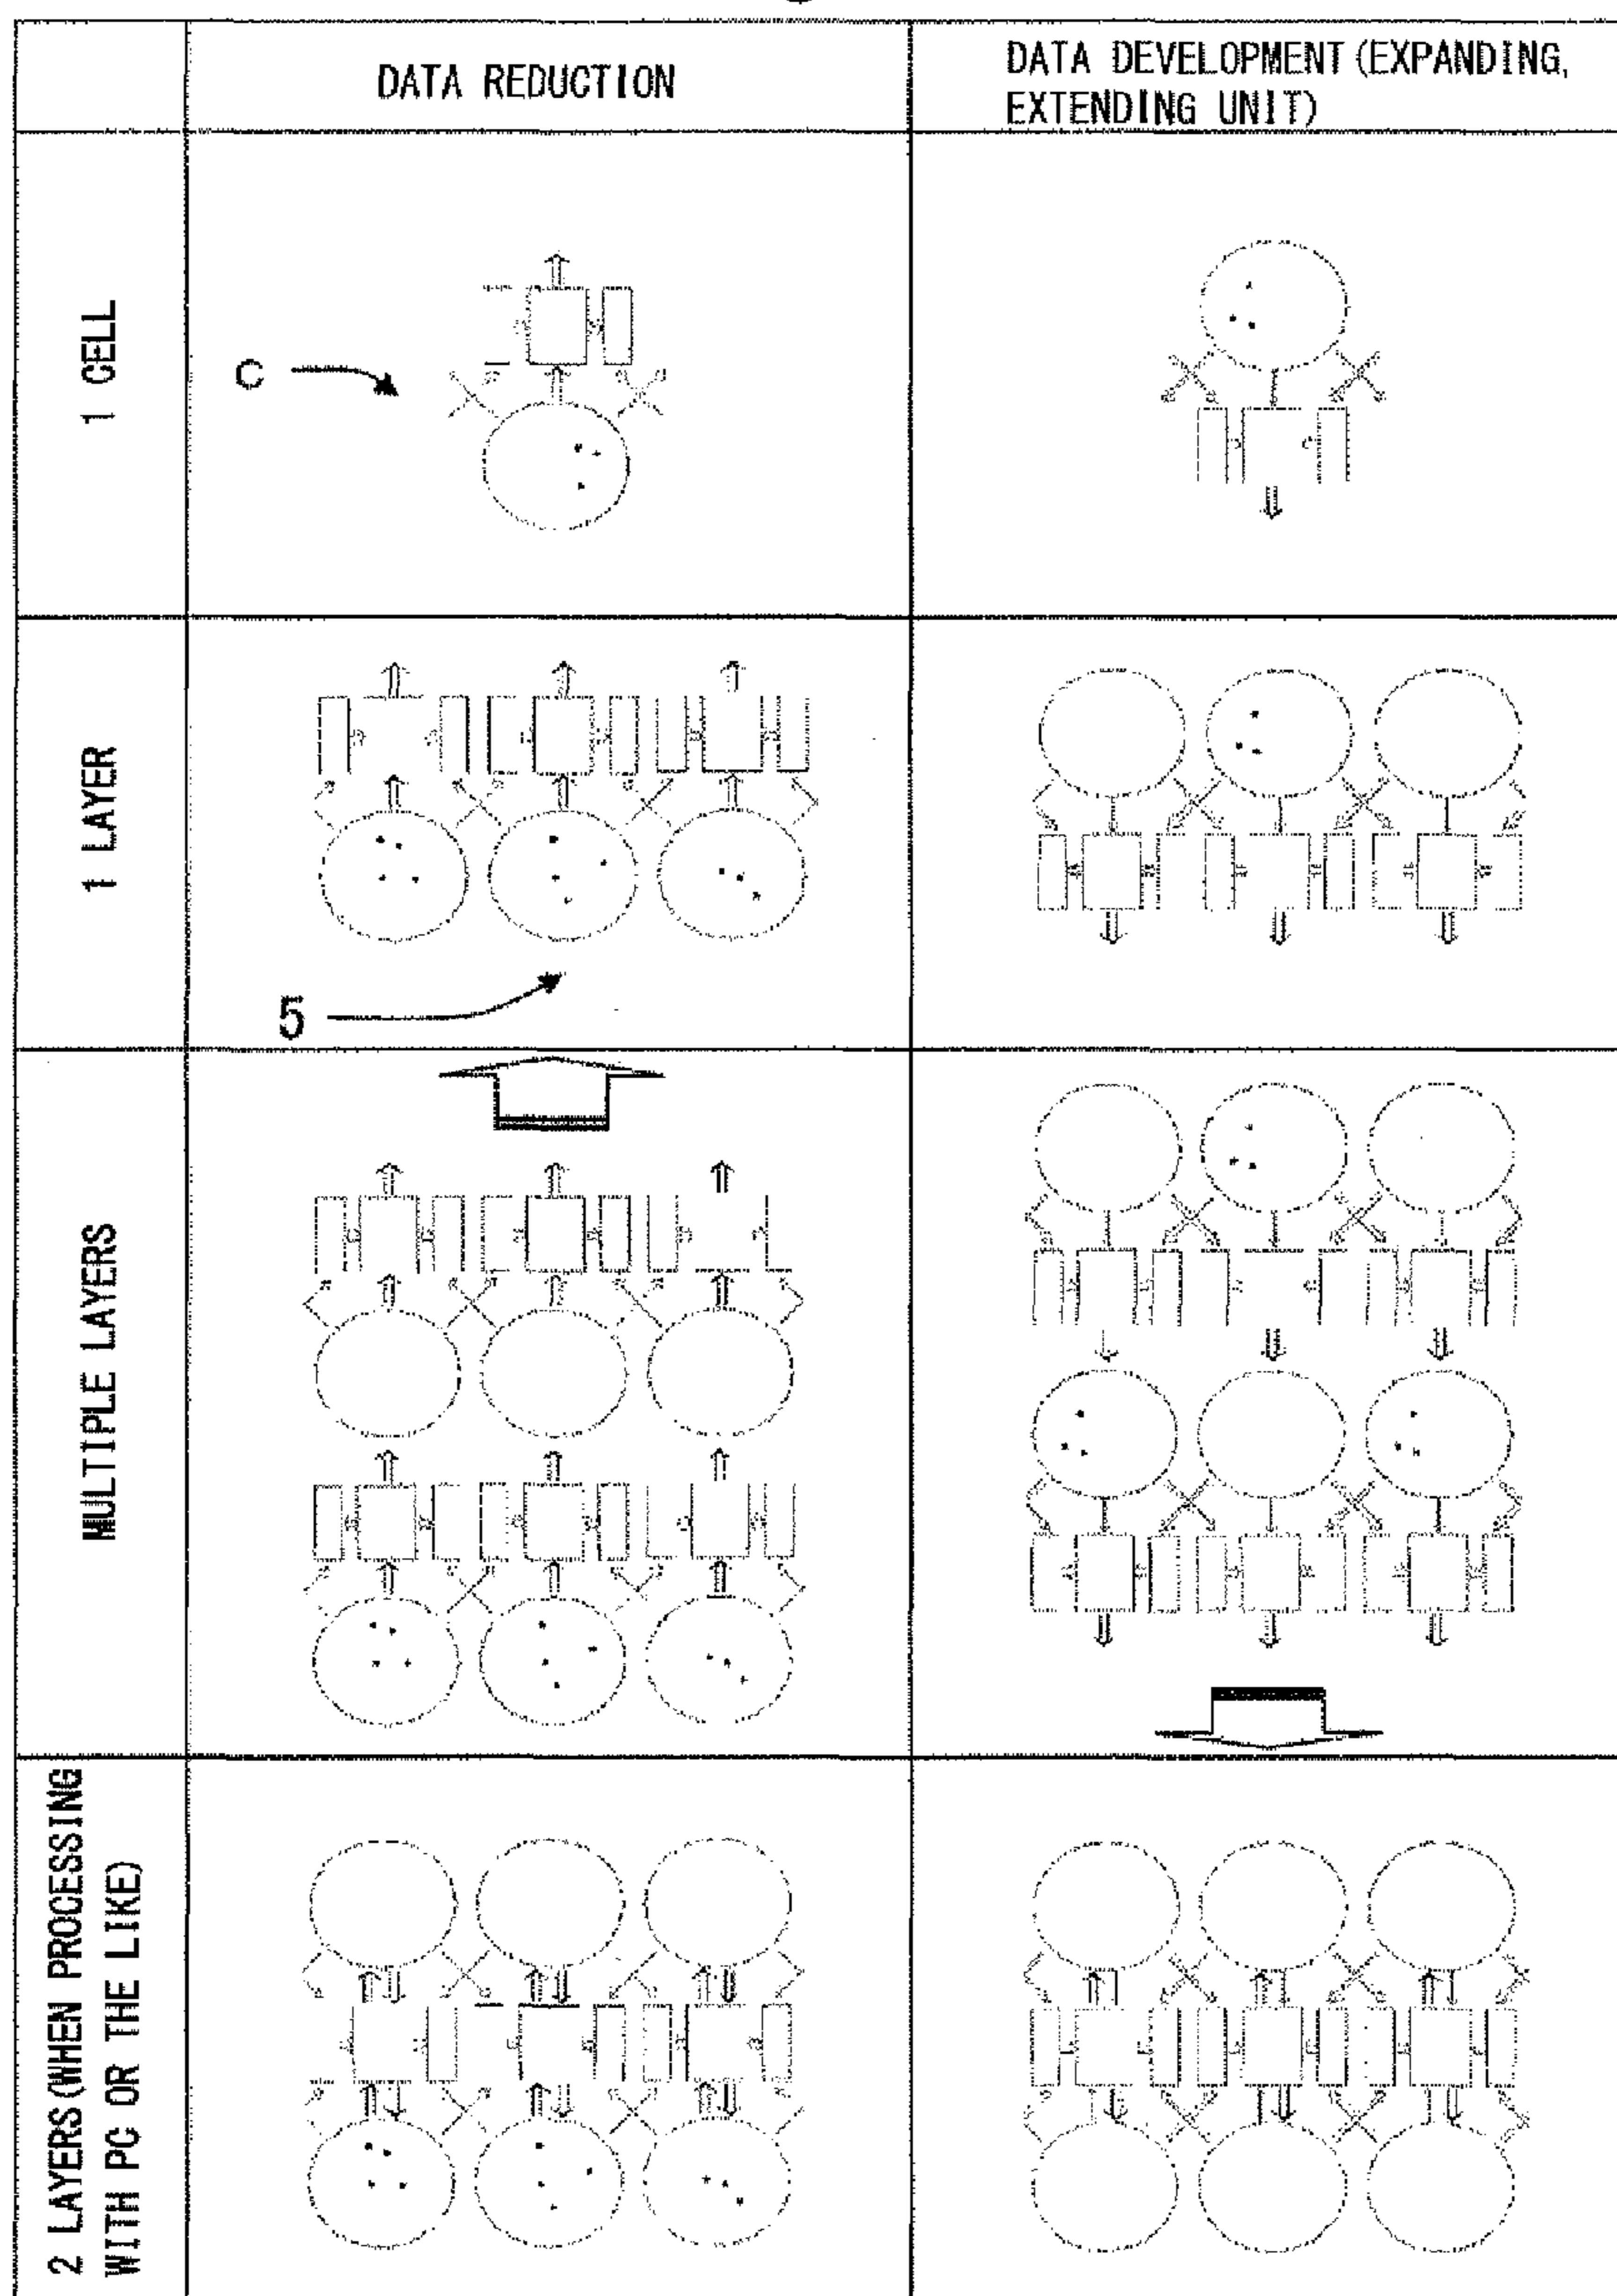 DATA REDUCTION
DATA DEVELOPMENT (EXPANDING,
EXTENDING UNIT)
1 CELL
C
1 LAYER
5
MULTIPLE LAYERS
2 LAYERS (WHEN PROCESSING
WITH PC OR THE LIKE)